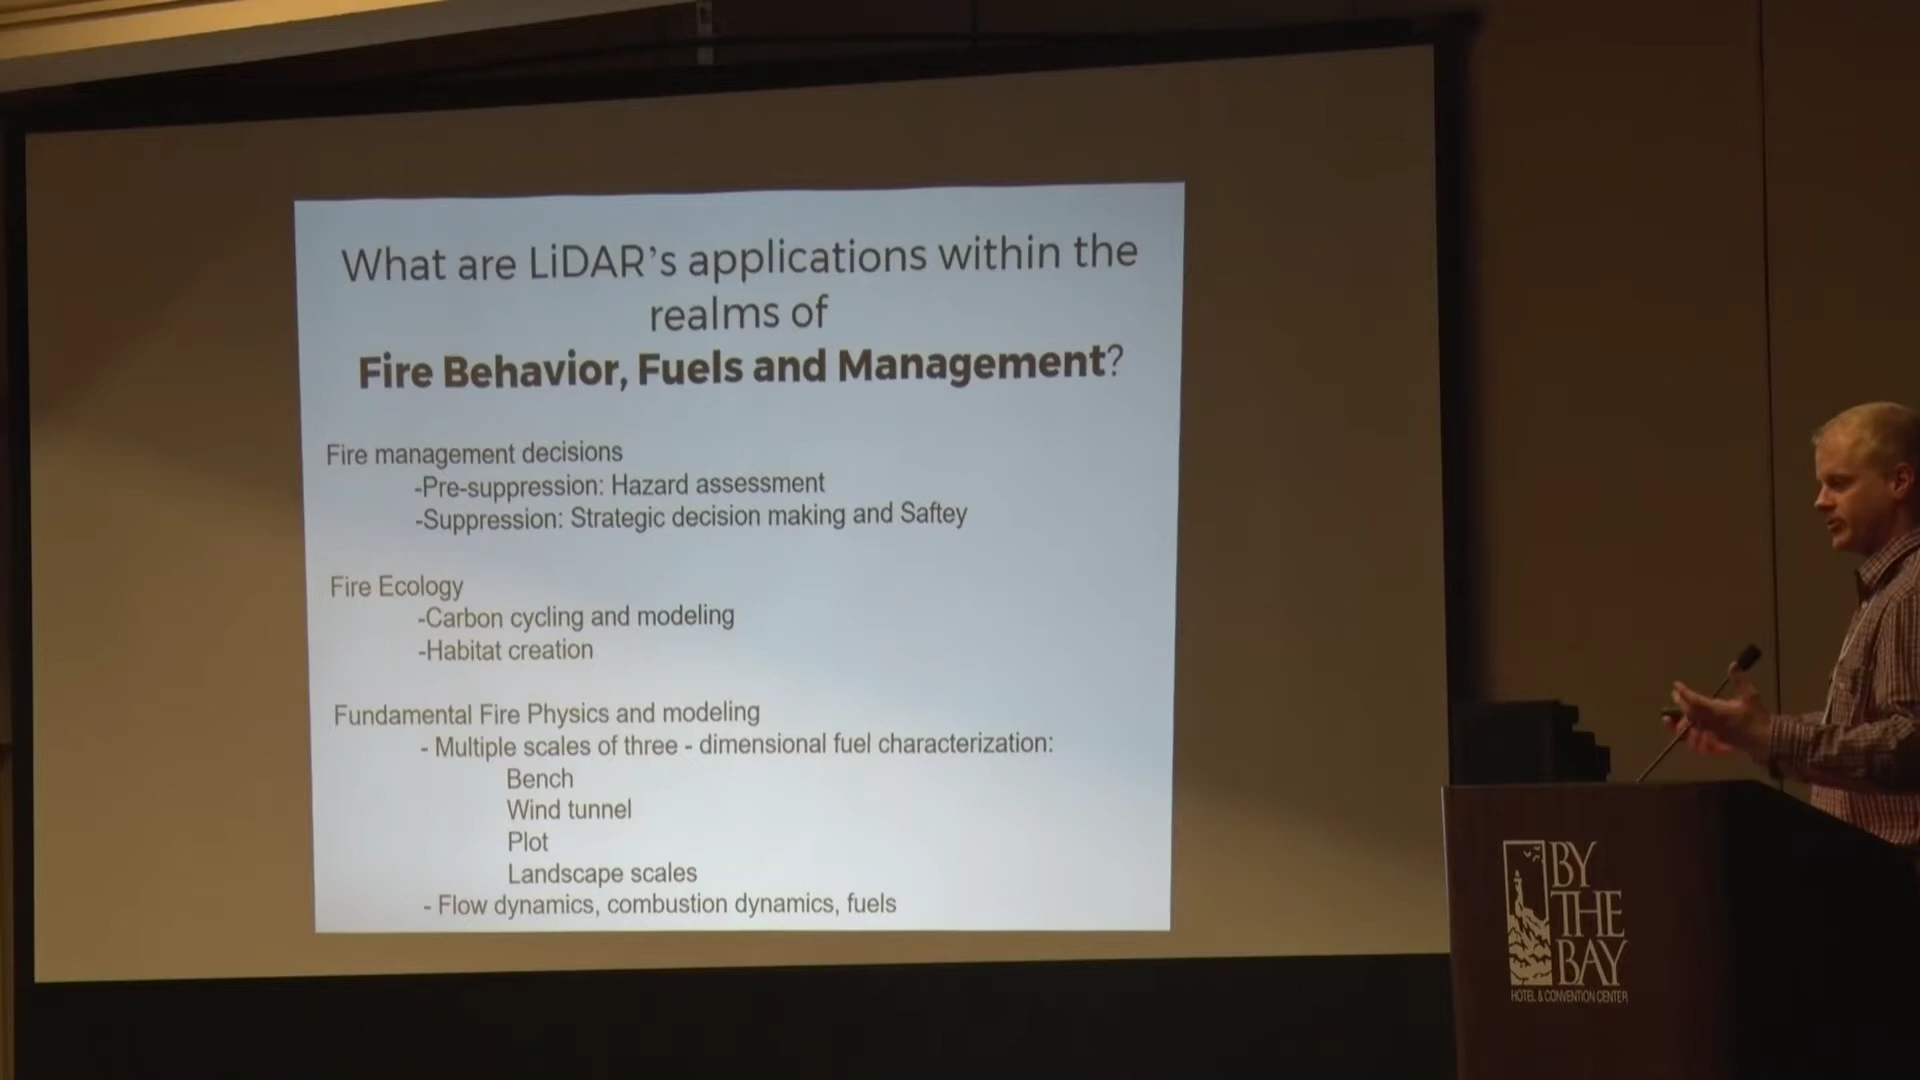 What are LiDAR's applications within the
realms of
Fire Behavior, Fuels and Management?
Fire management decisions
-Pre-suppression: Hazard assessment
-Suppression: Strategic decision making and Saftey
Fire Ecology
-Carbon cycling and modeling
-Habitat creation
Fundamental Fire Physics and modeling
- Multiple scales of three - dimensional fuel characterization:
Bench
Wind tunnel
Plot
Landscape scales
- Flow dynamics, combustion dynamics, fuels
BY
THE
BAY
HOTEL & CONVENTION CENTER